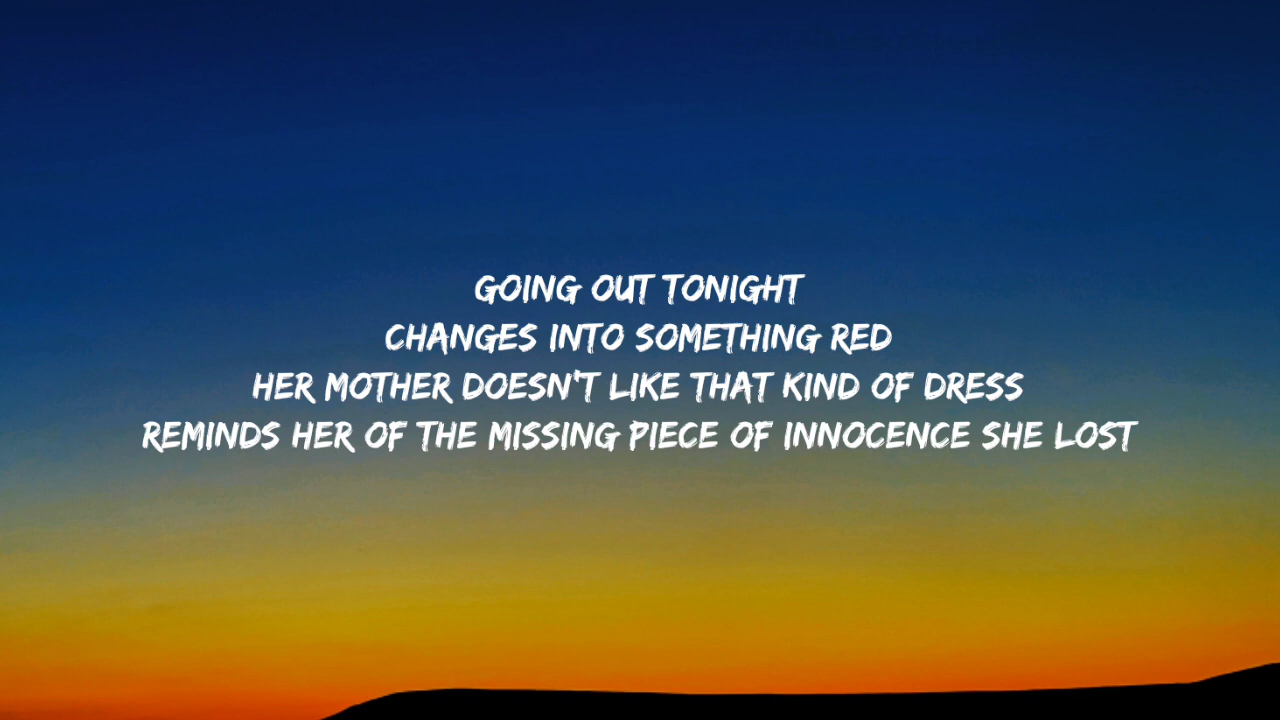 GOING OUT TONIGHT
CHANGES INTO SOMETHING RED
HER MOTHER DOESN'T LIKE THAT KIND OF DRESS
REMINDS HER OF THE MISSING PIECE OF INNOCENCE SHE LOST